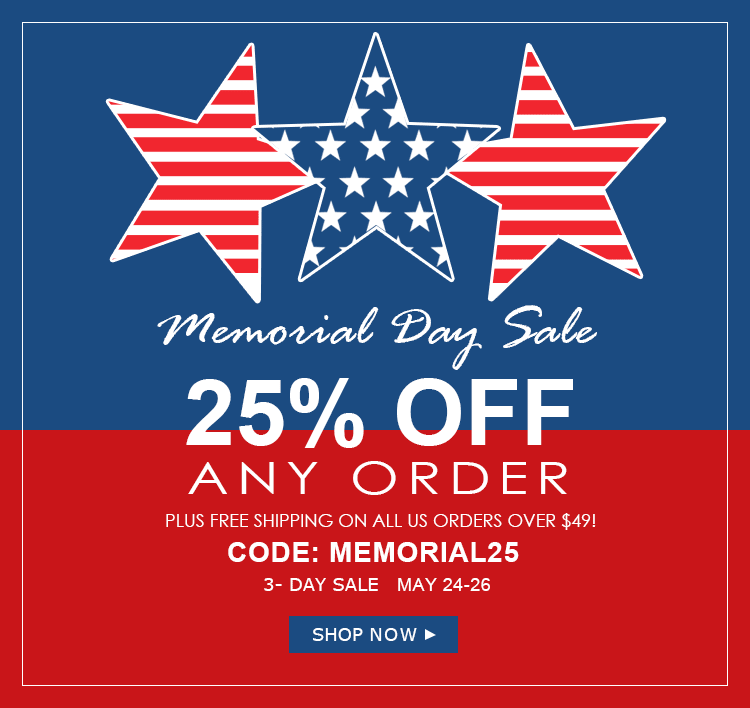 Memorial Day Sale
25% OFF
ANY ORDER
PLUS FREE SHIPPING ON ALL US ORDERS OVER $49!
CODE: MEMORIAL25
3- DAY SALE MAY 24-26
SHOP NOW ►